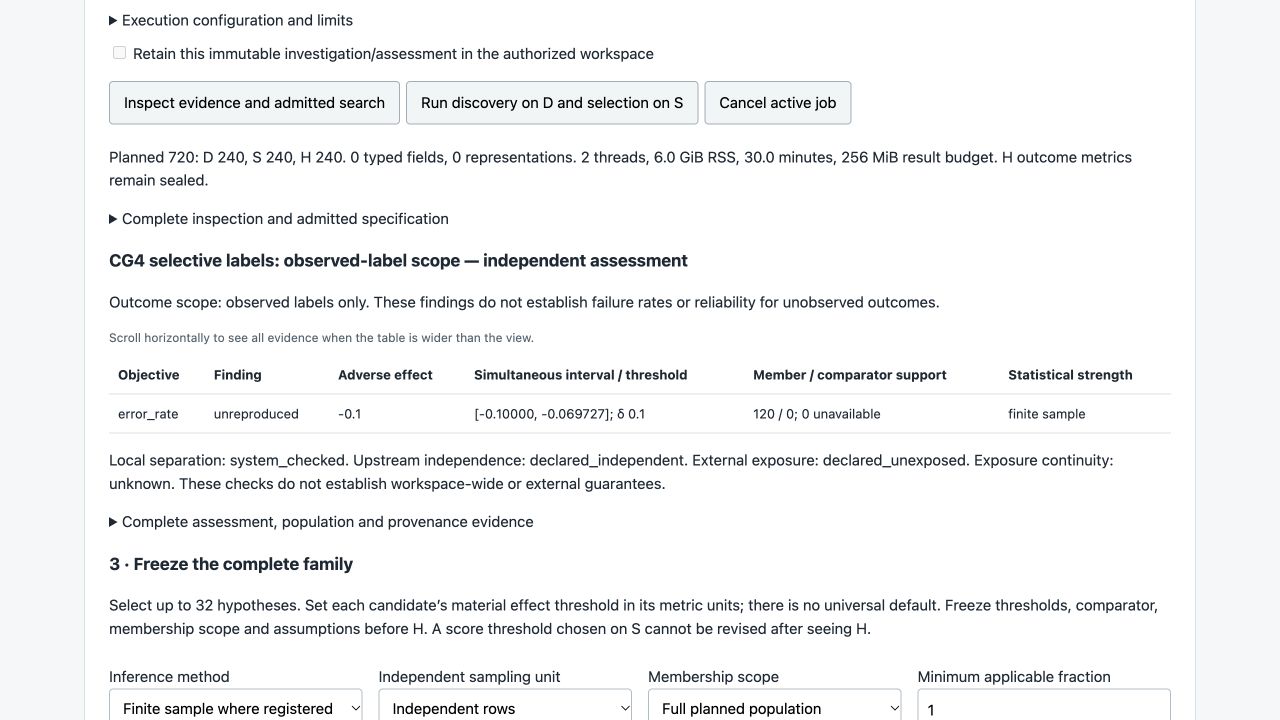 Execution configuration and limits
Retain this immutable investigation/assessment in the authorized workspace
Inspect evidence and admitted search
Run discovery on D and selection on S
Cancel active job
Planned 720: D 240, S 240, H 240. 0 typed fields, 0 representations. 2 threads, 6.0 GiB RSS, 30.0 minutes, 256 MiB result budget. H outcome metrics
remain sealed.
Complete inspection and admitted specification
CG4 selective labels: observed-label scope — independent assessment
Outcome scope: observed labels only. These findings do not establish failure rates or reliability for unobserved outcomes.
Scroll horizontally to see all evidence when the table is wider than the view.
Objective Finding Adverse effect Simultaneous interval / threshold Member / comparator support Statistical strength
error_rate unreproduced -0.1 [-0.10000, -0.069727]; δ 0.1 120 / 0; 0 unavailable finite sample
Local separation: system_checked. Upstream independence: declared_independent. External exposure: declared_unexposed. Exposure continuity:
unknown. These checks do not establish workspace-wide or external guarantees.
Complete assessment, population and provenance evidence
3 · Freeze the complete family
Select up to 32 hypotheses. Set each candidate's material effect threshold in its metric units; there is no universal default. Freeze thresholds, comparator,
membership scope and assumptions before H. A score threshold chosen on S cannot be revised after seeing H.
Inference method Independent sampling unit Membership scope Minimum applicable fraction
Finite sample where registered Independent rows Full planned population 1